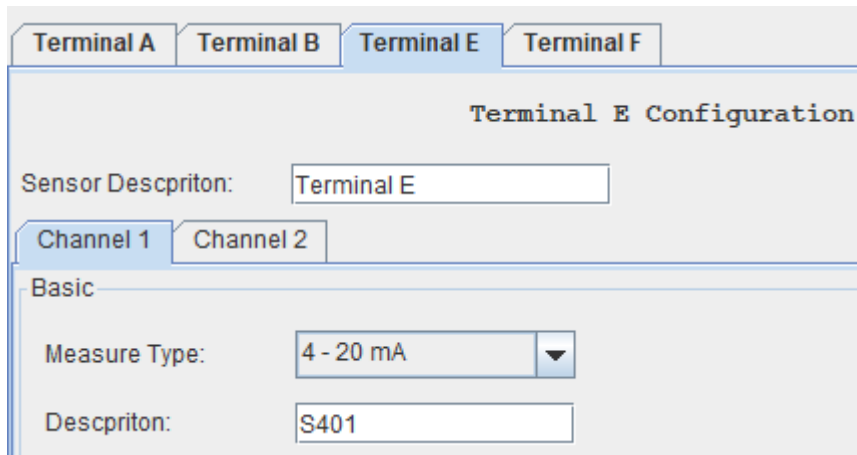 Terminal A Terminal B Terminal E Terminal F
Terminal E Configuration
Sensor Descpriton: Terminal E
Channel 1 Channel 2
Basic
Measure Type: 4 - 20 mA
Descpriton: S401